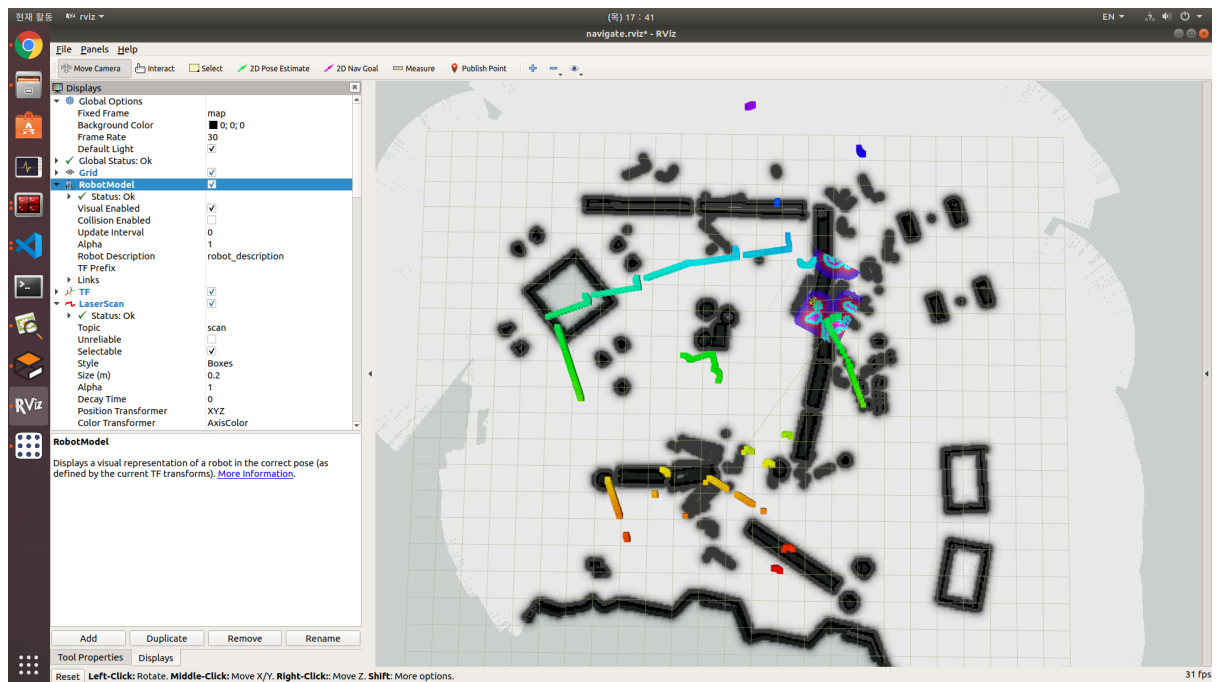 현재 활동 RViz rviz (목) 17 : 41 EN
navigate.rviz* - RViz
File Panels Help
Move Camera Interact Select 2D Pose Estimate 2D Nav Goal Measure Publish Point
Displays
Global Options
Fixed Frame map
Background Color 0; 0; 0
Frame Rate 30
Default Light
Global Status: Ok
Grid
RobotModel
Status: Ok
Visual Enabled
Collision Enabled
Update Interval 0
Alpha 1
Robot Description robot_description
TF Prefix
Links
TF
LaserScan
Status: Ok
Topic scan
Unreliable
Selectable
Style Boxes
Size (m) 0.2
Alpha 1
Decay Time 0
Position Transformer XYZ
Color Transformer AxisColor
RViz
RobotModel
Displays a visual representation of a robot in the correct pose (as
defined by the current TF transforms). More Information.
Add Duplicate Remove Rename
Tool Properties Displays
Reset Left-Click: Rotate. Middle-Click: Move X/Y. Right-Click:: Move Z. Shift: More options. 31 fps